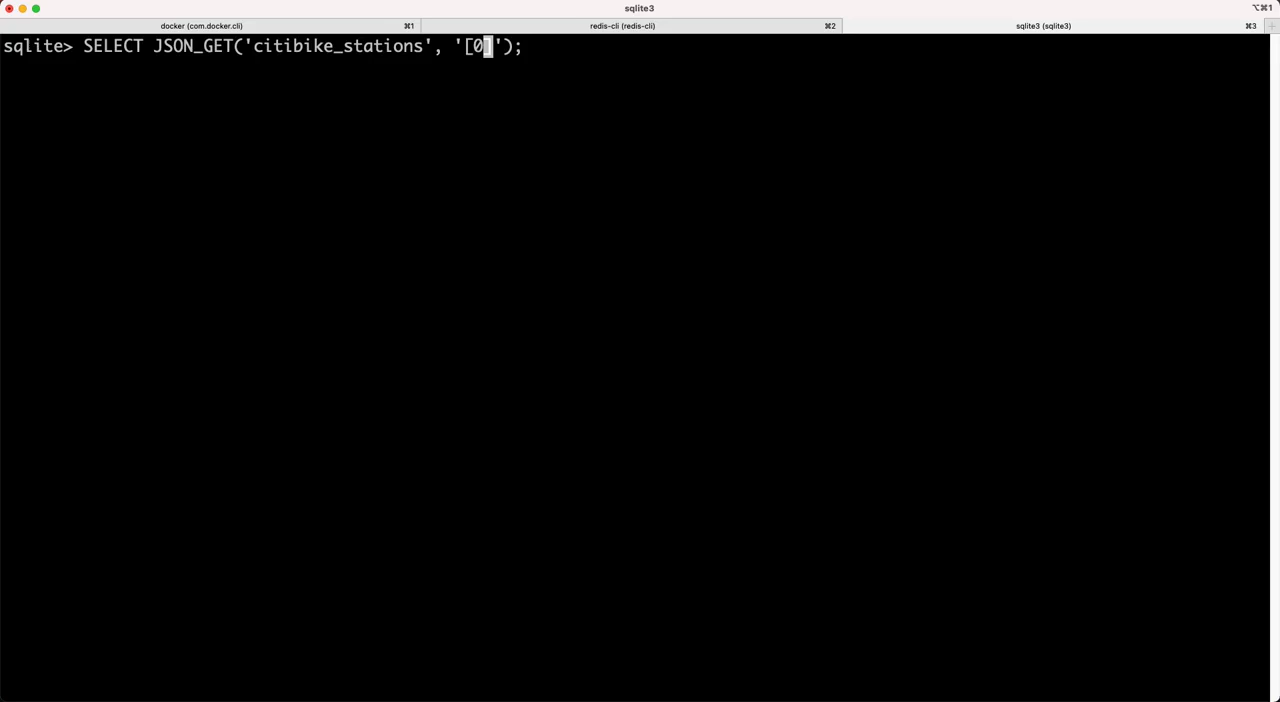 sqlite3
⌥⌘1
docker (com.docker.cli) ⌘1
redis-cli (redis-cli) ⌘2
sqlite3 (sqlite3) ⌘3
sqlite> SELECT JSON_GET('citibike_stations', '[0]');